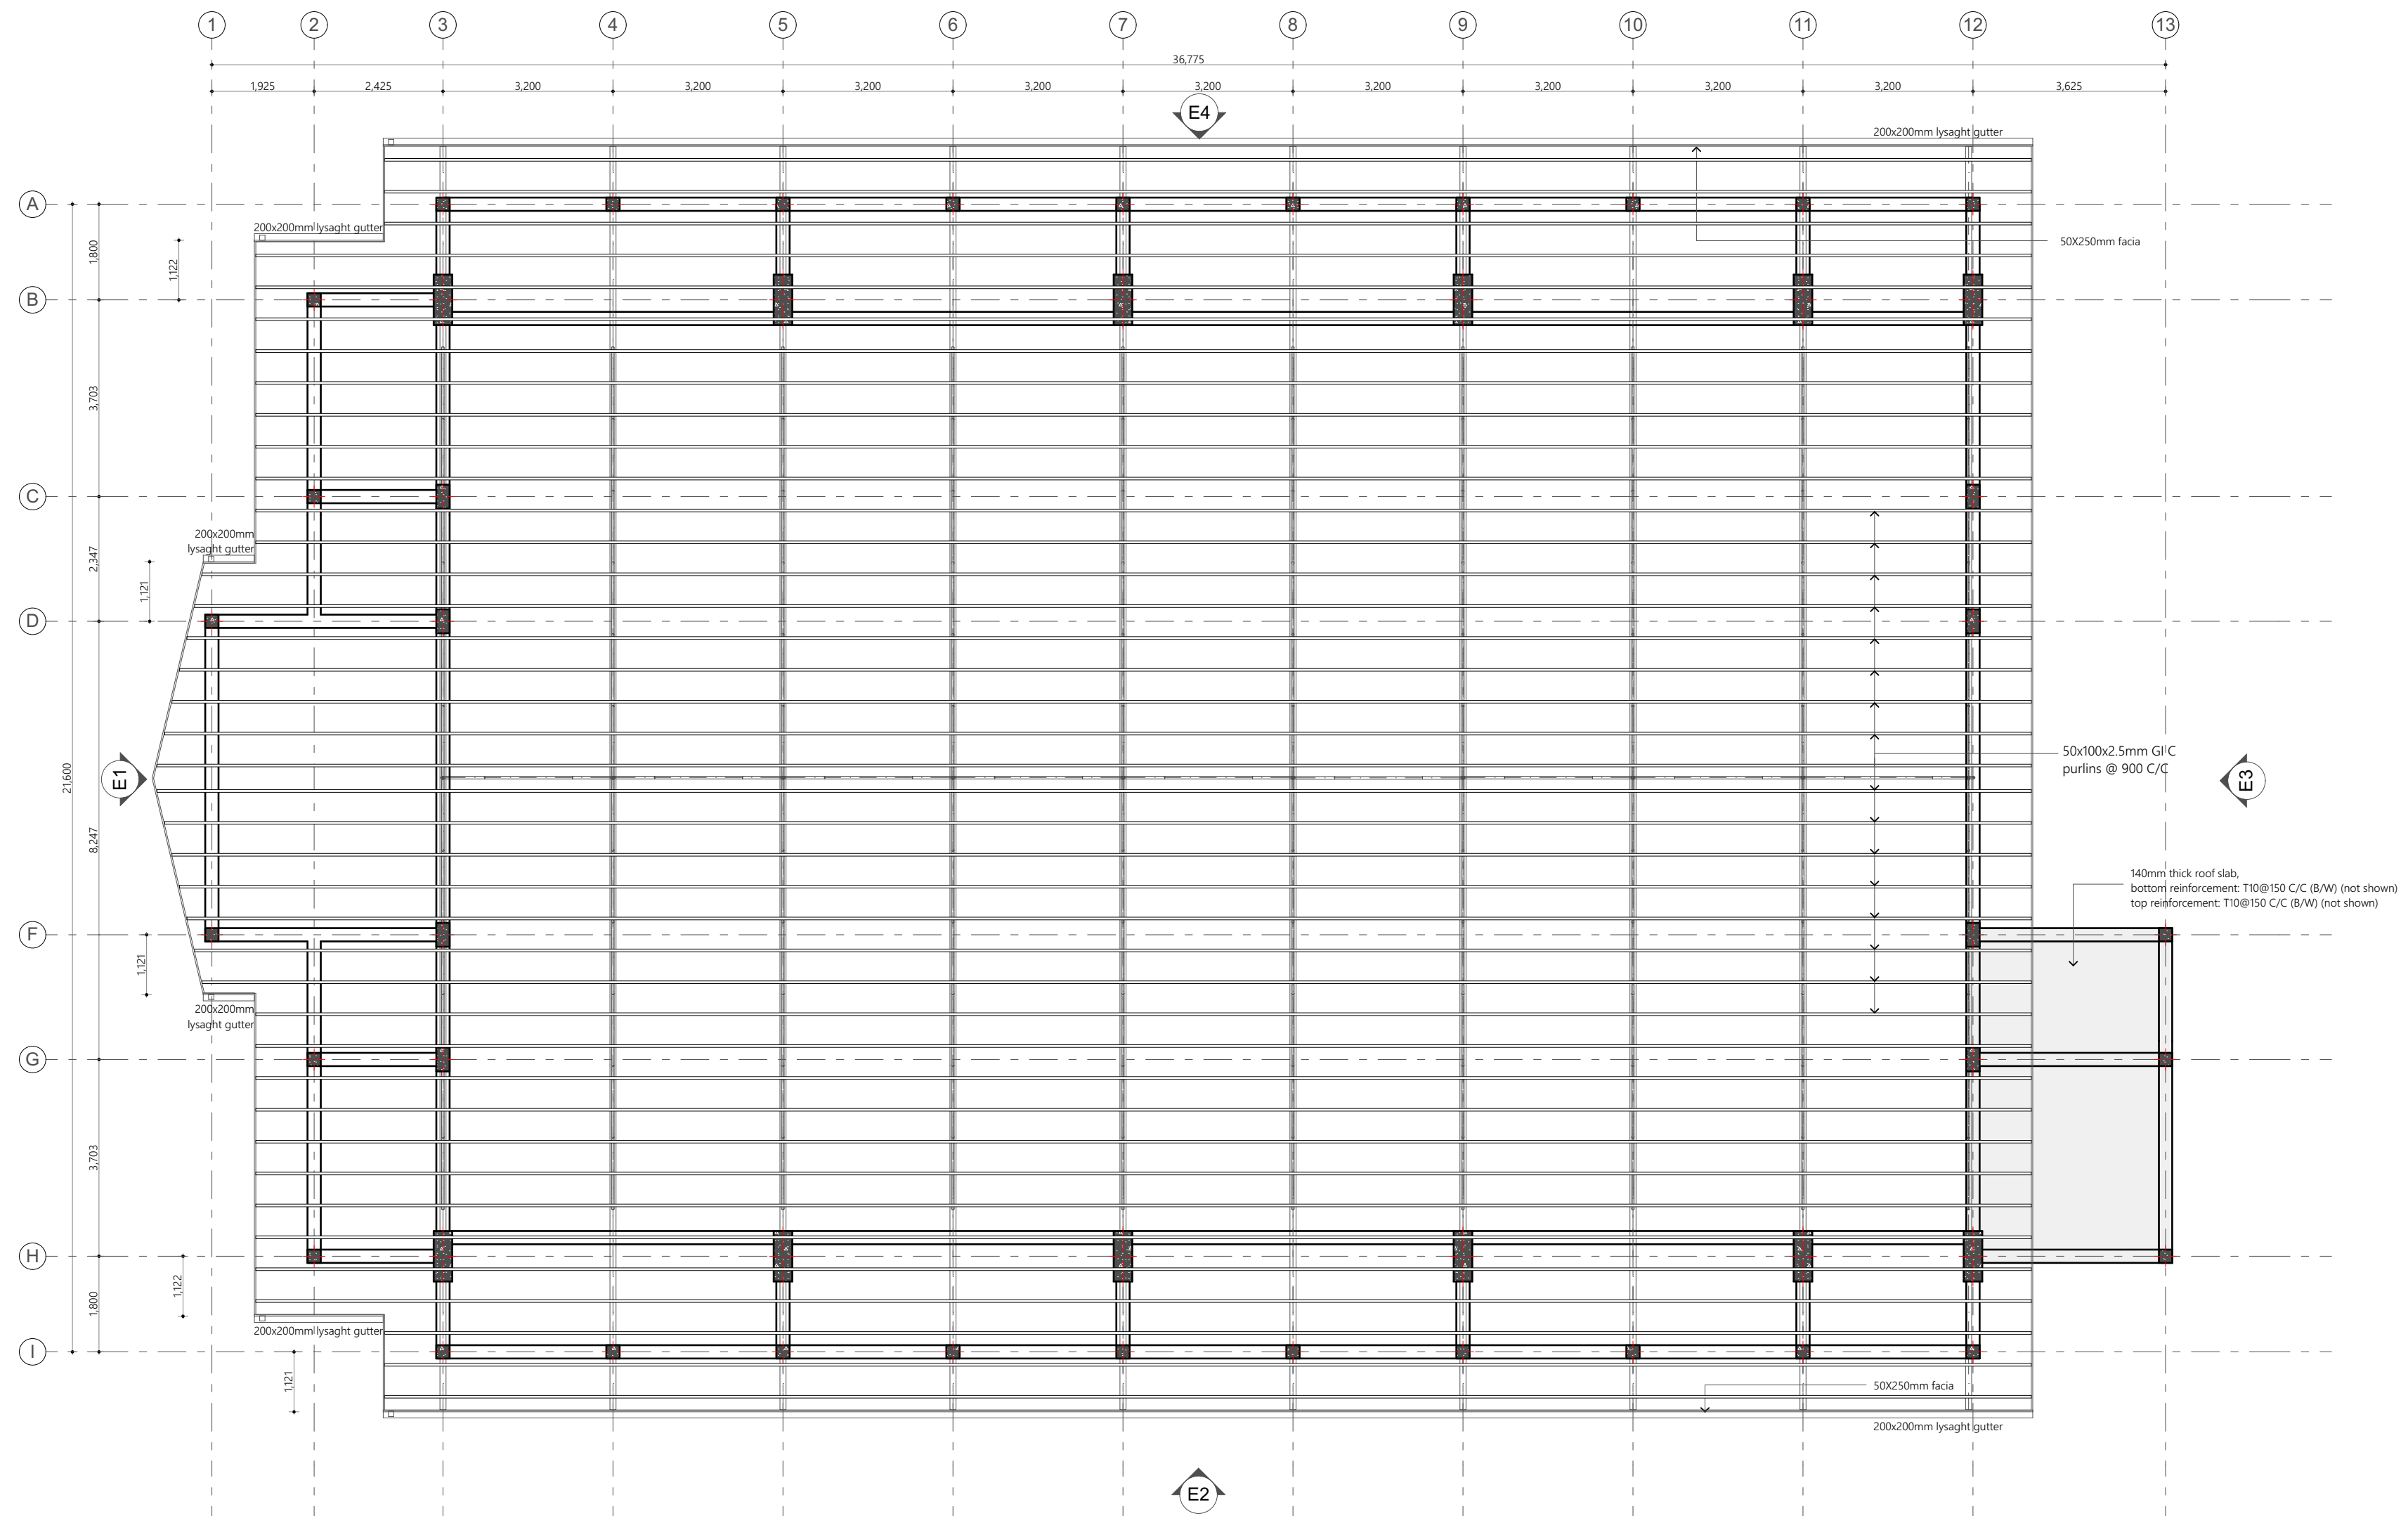 1 2 3 4 5 6 7 8 9 10 11 12 13
36,775
1,925 2,425 3,200 3,200 3,200 3,200 3,200 3,200 3,200 3,200 3,200 3,625
E4
200x200mm lysaght gutter
A
200x200mm lysaght gutter
50X250mm facia
1,800
1,122
B
3,703
C
200x200mm
lysaght gutter
2,347
1,121
D
21,600
E1
50x100x2.5mm GI C
purlins @ 900 C/C
E3
8,247
140mm thick roof slab,
bottom reinforcement: T10@150 C/C (B/W) (not shown)
top reinforcement: T10@150 C/C (B/W) (not shown)
F
1,121
200x200mm
lysaght gutter
G
3,703
H
1,122
1,800
200x200mm lysaght gutter
I
1,121
50X250mm facia
200x200mm lysaght gutter
E2